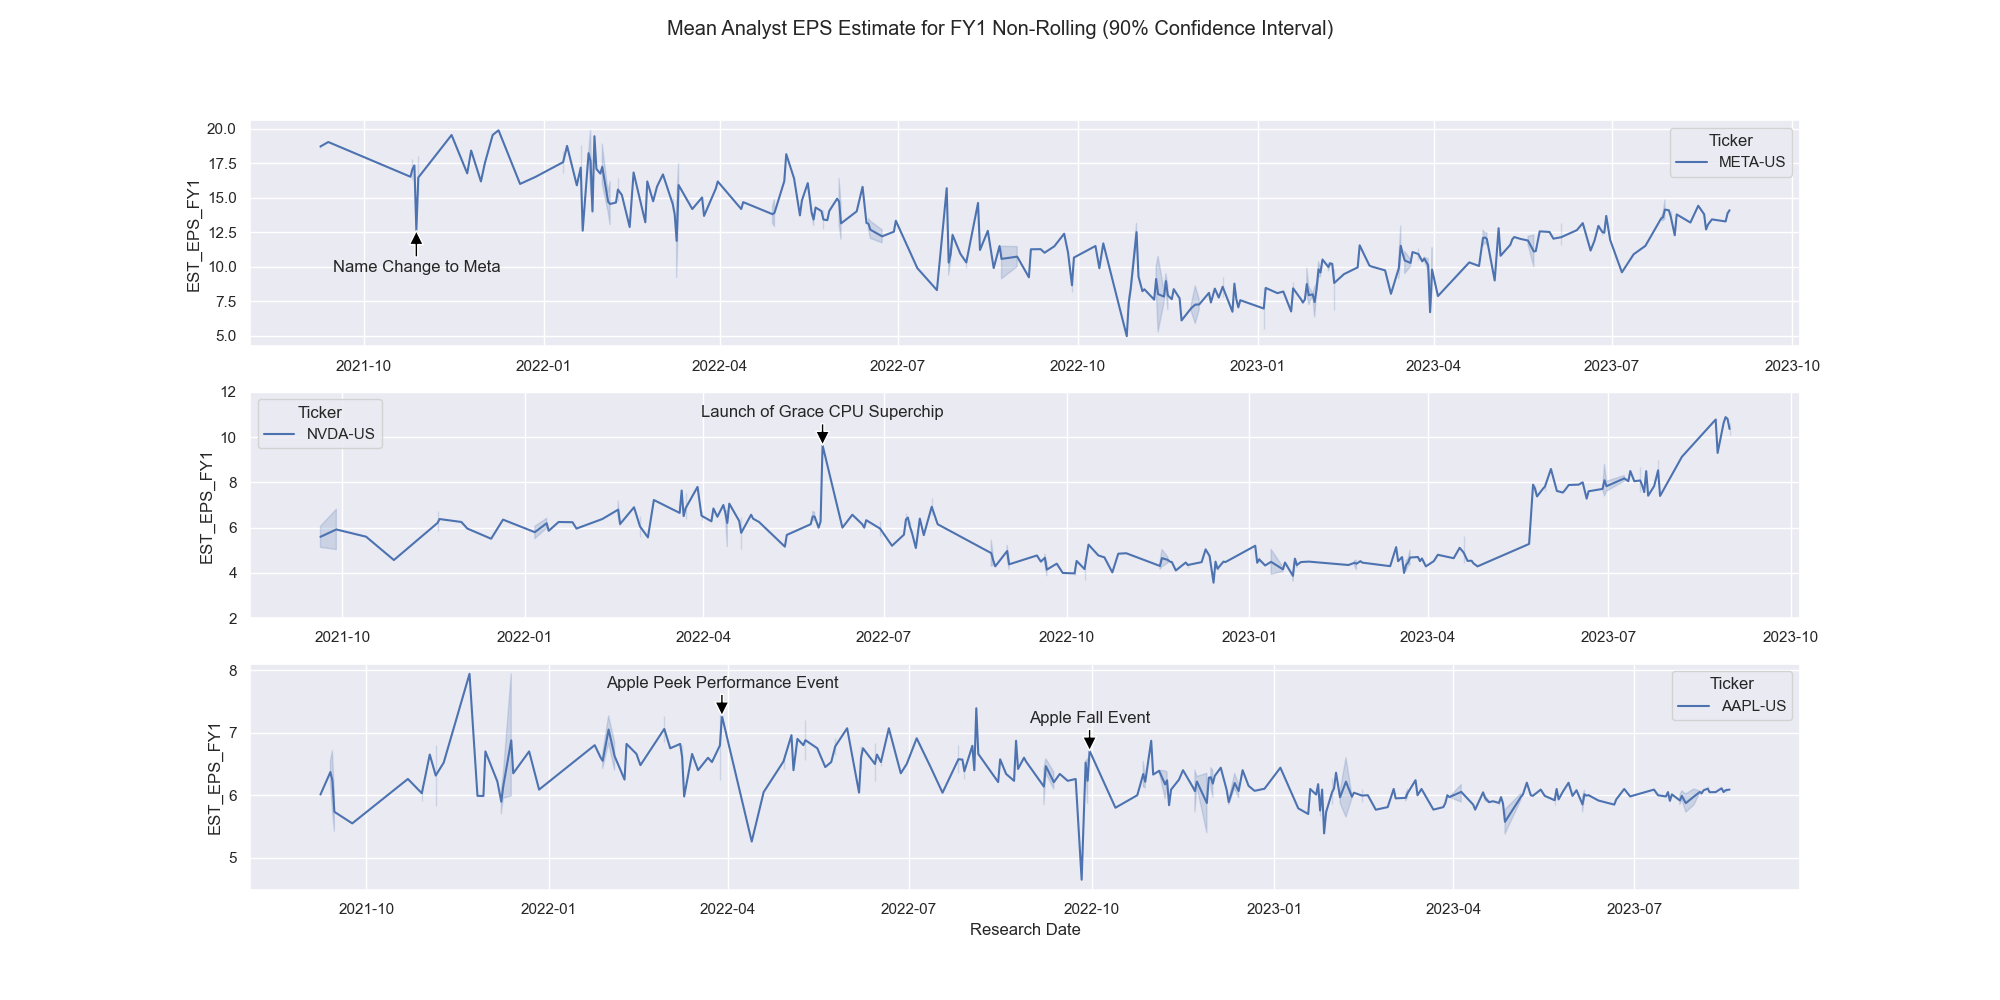 Mean Analyst EPS Estimate for FY1 Non-Rolling (90% Confidence Interval)
EST_EPS_FY1
20.0
17.5
15.0
12.5
10.0
7.5
5.0
Name Change to Meta
Ticker
META-US
2021-10
2022-01
2022-04
2022-07
2022-10
2023-01
2023-04
2023-07
2023-10
EST_EPS_FY1
12
10
8
6
4
2
Ticker
NVDA-US
Launch of Grace CPU Superchip
2021-10
2022-01
2022-04
2022-07
2022-10
2023-01
2023-04
2023-07
2023-10
EST_EPS_FY1
8
7
6
5
Apple Peek Performance Event
Apple Fall Event
Ticker
AAPL-US
2021-10
2022-01
2022-04
2022-07
2022-10
2023-01
2023-04
2023-07
Research Date